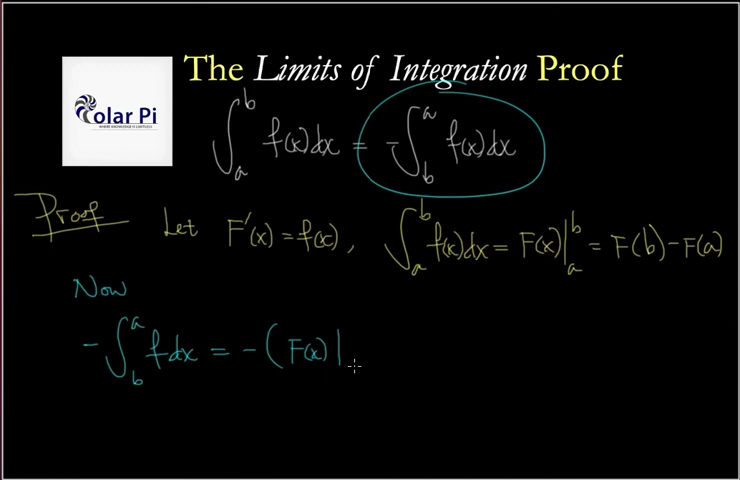 The Limits of Integration Proof
olar Pi
WHERE KNOWLEDGE IS LIMITLESS
∫_a^b f(x)dx = -∫_b^a f(x)dx
Proof Let F'(x) = f(x), ∫_a^b f(x)dx = F(x)|_a^b = F(b) - F(a)
Now
-∫_b^a f dx = -( F(x)|